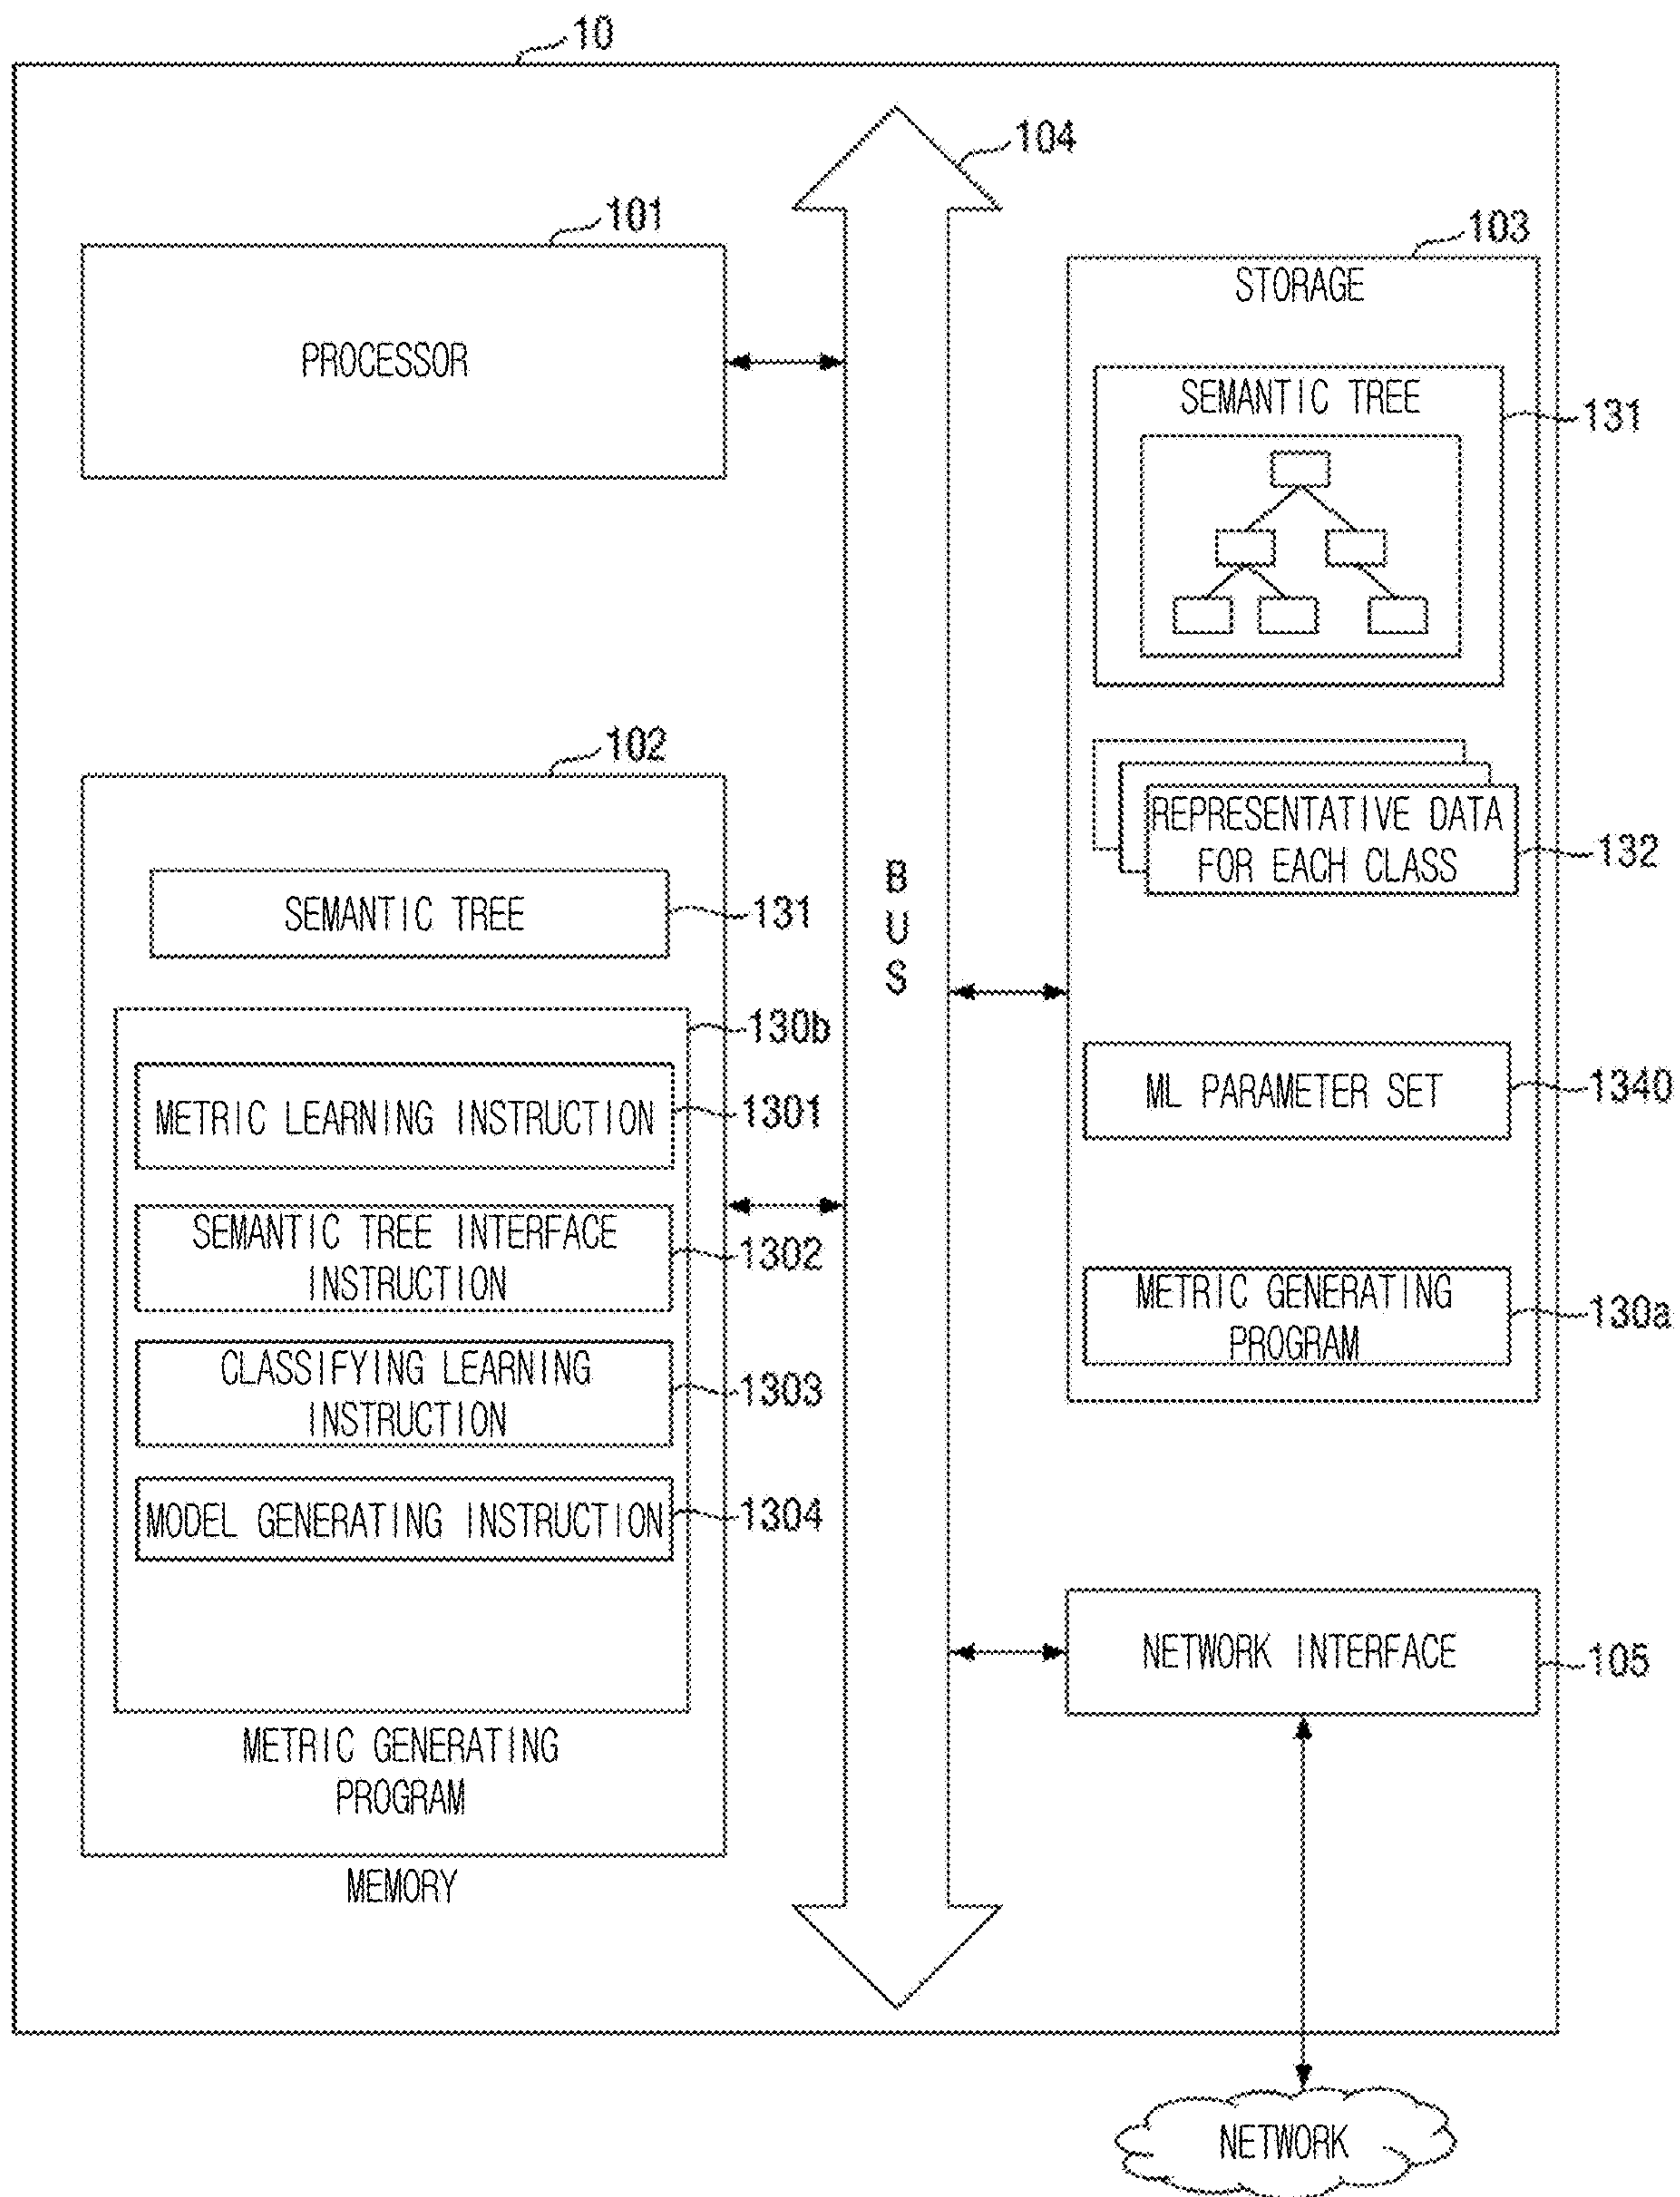 10
104
101
PROCESSOR
103
STORAGE
SEMANTIC TREE
131
REPRESENTATIVE DATA
FOR EACH CLASS
132
ML PARAMETER SET
1340
METRIC GENERATING
PROGRAM
130a
102
SEMANTIC TREE
131
130b
METRIC LEARNING INSTRUCTION
1301
SEMANTIC TREE INTERFACE
INSTRUCTION
1302
CLASSIFYING LEARNING
INSTRUCTION
1303
MODEL GENERATING INSTRUCTION
1304
METRIC GENERATING
PROGRAM
MEMORY
B
U
S
NETWORK INTERFACE
105
NETWORK